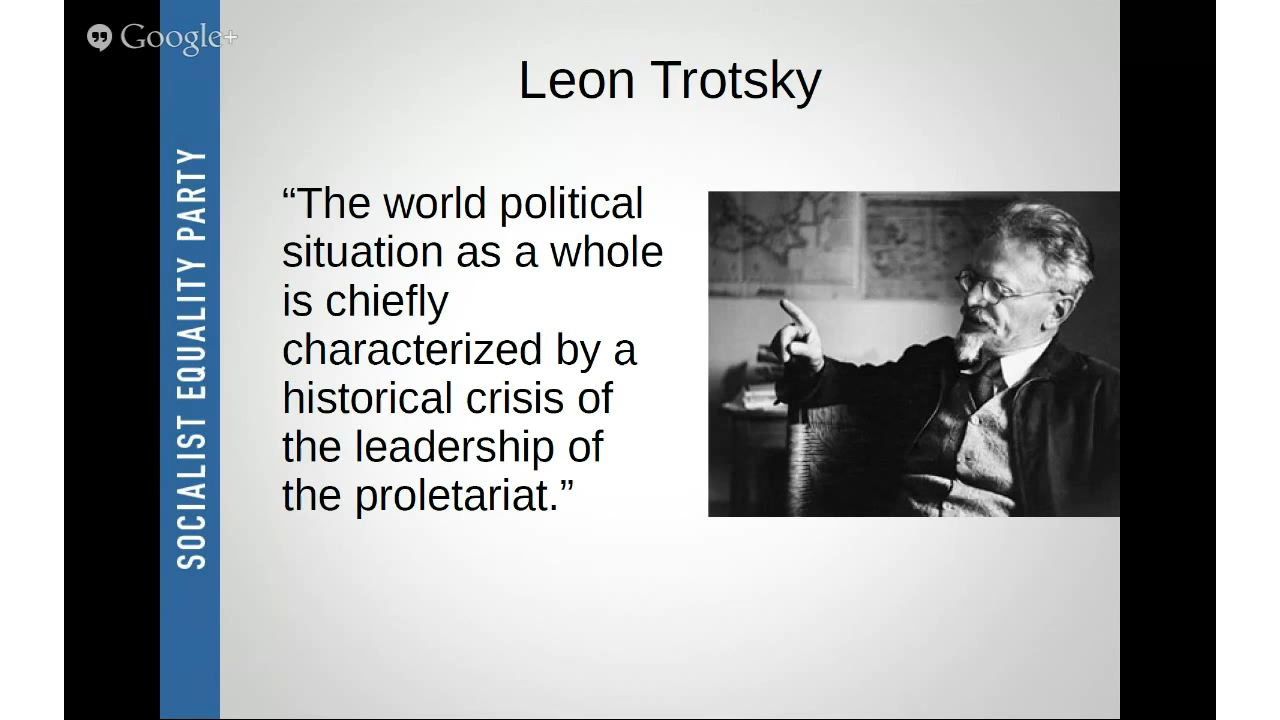 Google+
Leon Trotsky
SOCIALIST EQUALITY PARTY
“The world political
situation as a whole
is chiefly
characterized by a
historical crisis of
the leadership of
the proletariat.”